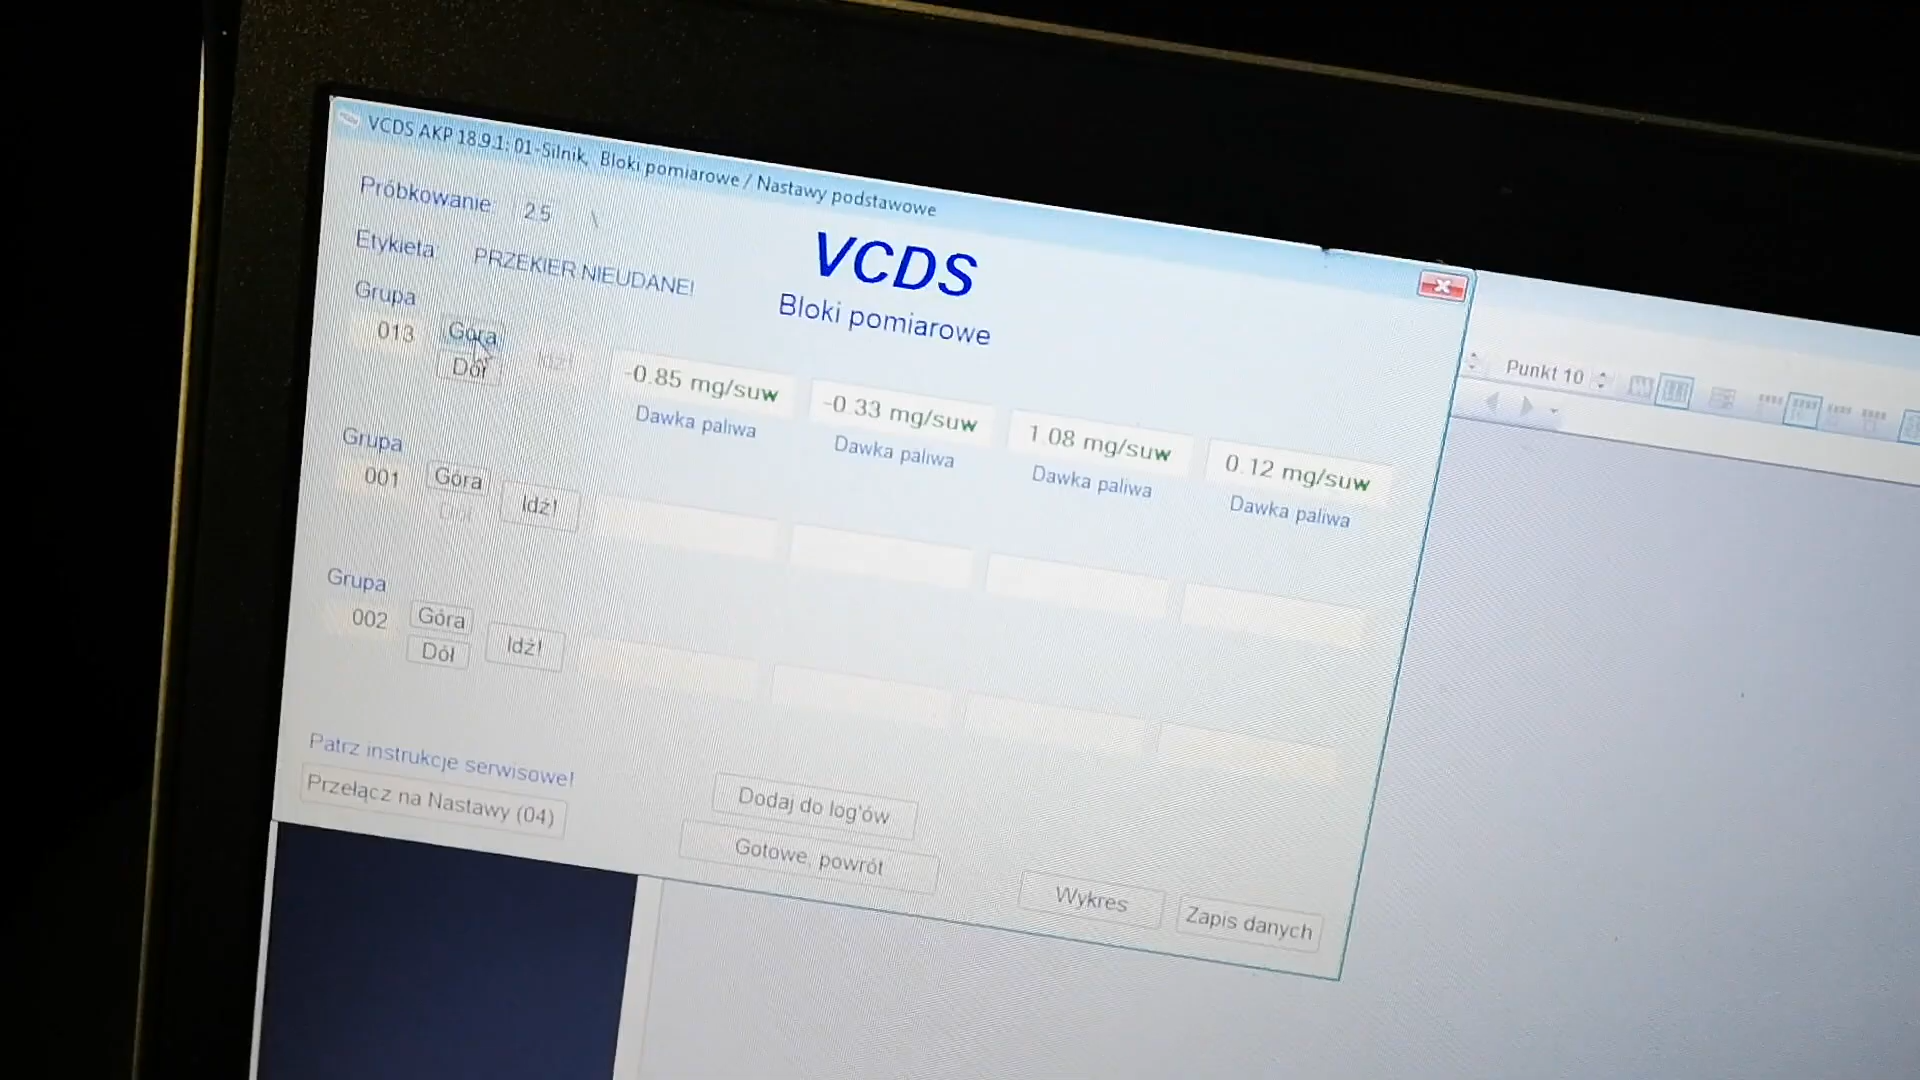 VCDS AKP 18.9.1: 01-Silnik, Bloki pomiarowe / Nastawy podstawowe
Próbkowanie: 2.5 \
VCDS
Etykieta: PRZEKIER NIEUDANE!
Bloki pomiarowe
Grupa
013 Góra Dół Idź!
-0.85 mg/suw -0.33 mg/suw 1.08 mg/suw 0.12 mg/suw
Dawka paliwa Dawka paliwa Dawka paliwa Dawka paliwa
Grupa
001 Góra Dół Idź!
Grupa
002 Góra Dół Idź!
Patrz instrukcje serwisowe!
Przełącz na Nastawy (04)
Dodaj do log'ów
Gotowe, powrót
Wykres
Zapis danych
Punkt 10